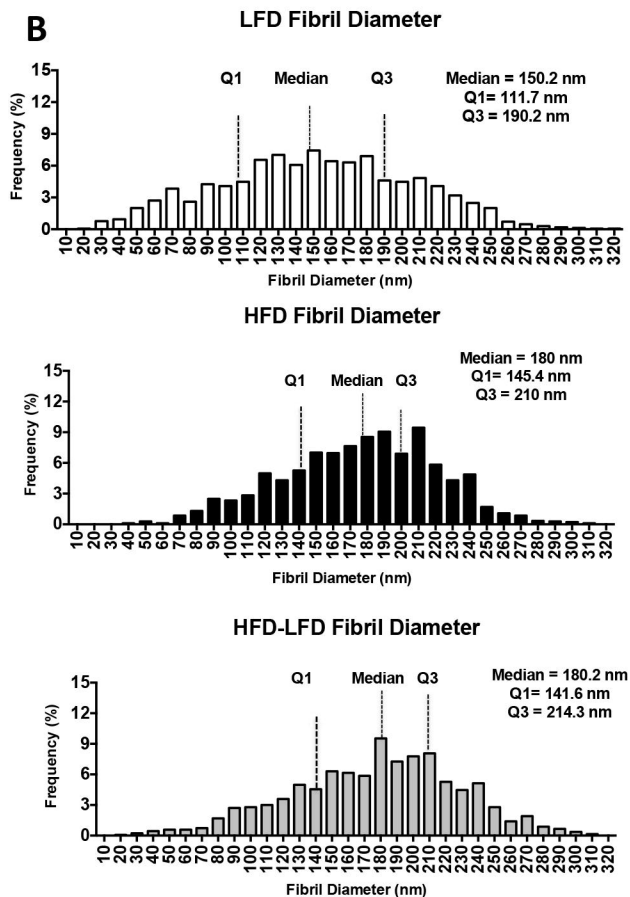 B
LFD Fibril Diameter
Q1 Median Q3
Median = 150.2 nm
Q1= 111.7 nm
Q3 = 190.2 nm
Frequency (%)
15
12
9
6
3
0
10 20 30 40 50 60 70 80 90 100 110 120 130 140 150 160 170 180 190 200 210 220 230 240 250 260 270 280 290 300 310 320
Fibril Diameter (nm)
HFD Fibril Diameter
Q1 Median Q3
Median = 180 nm
Q1= 145.4 nm
Q3 = 210 nm
Frequency (%)
15
12
9
6
3
0
10 20 30 40 50 60 70 80 90 100 110 120 130 140 150 160 170 180 190 200 210 220 230 240 250 260 270 280 290 300 310 320
Fibril Diameter (nm)
HFD-LFD Fibril Diameter
Q1 Median Q3
Median = 180.2 nm
Q1= 141.6 nm
Q3 = 214.3 nm
Frequency (%)
15
12
9
6
3
0
10 20 30 40 50 60 70 80 90 100 110 120 130 140 150 160 170 180 190 200 210 220 230 240 250 260 270 280 290 300 310 320
Fibril Diameter (nm)